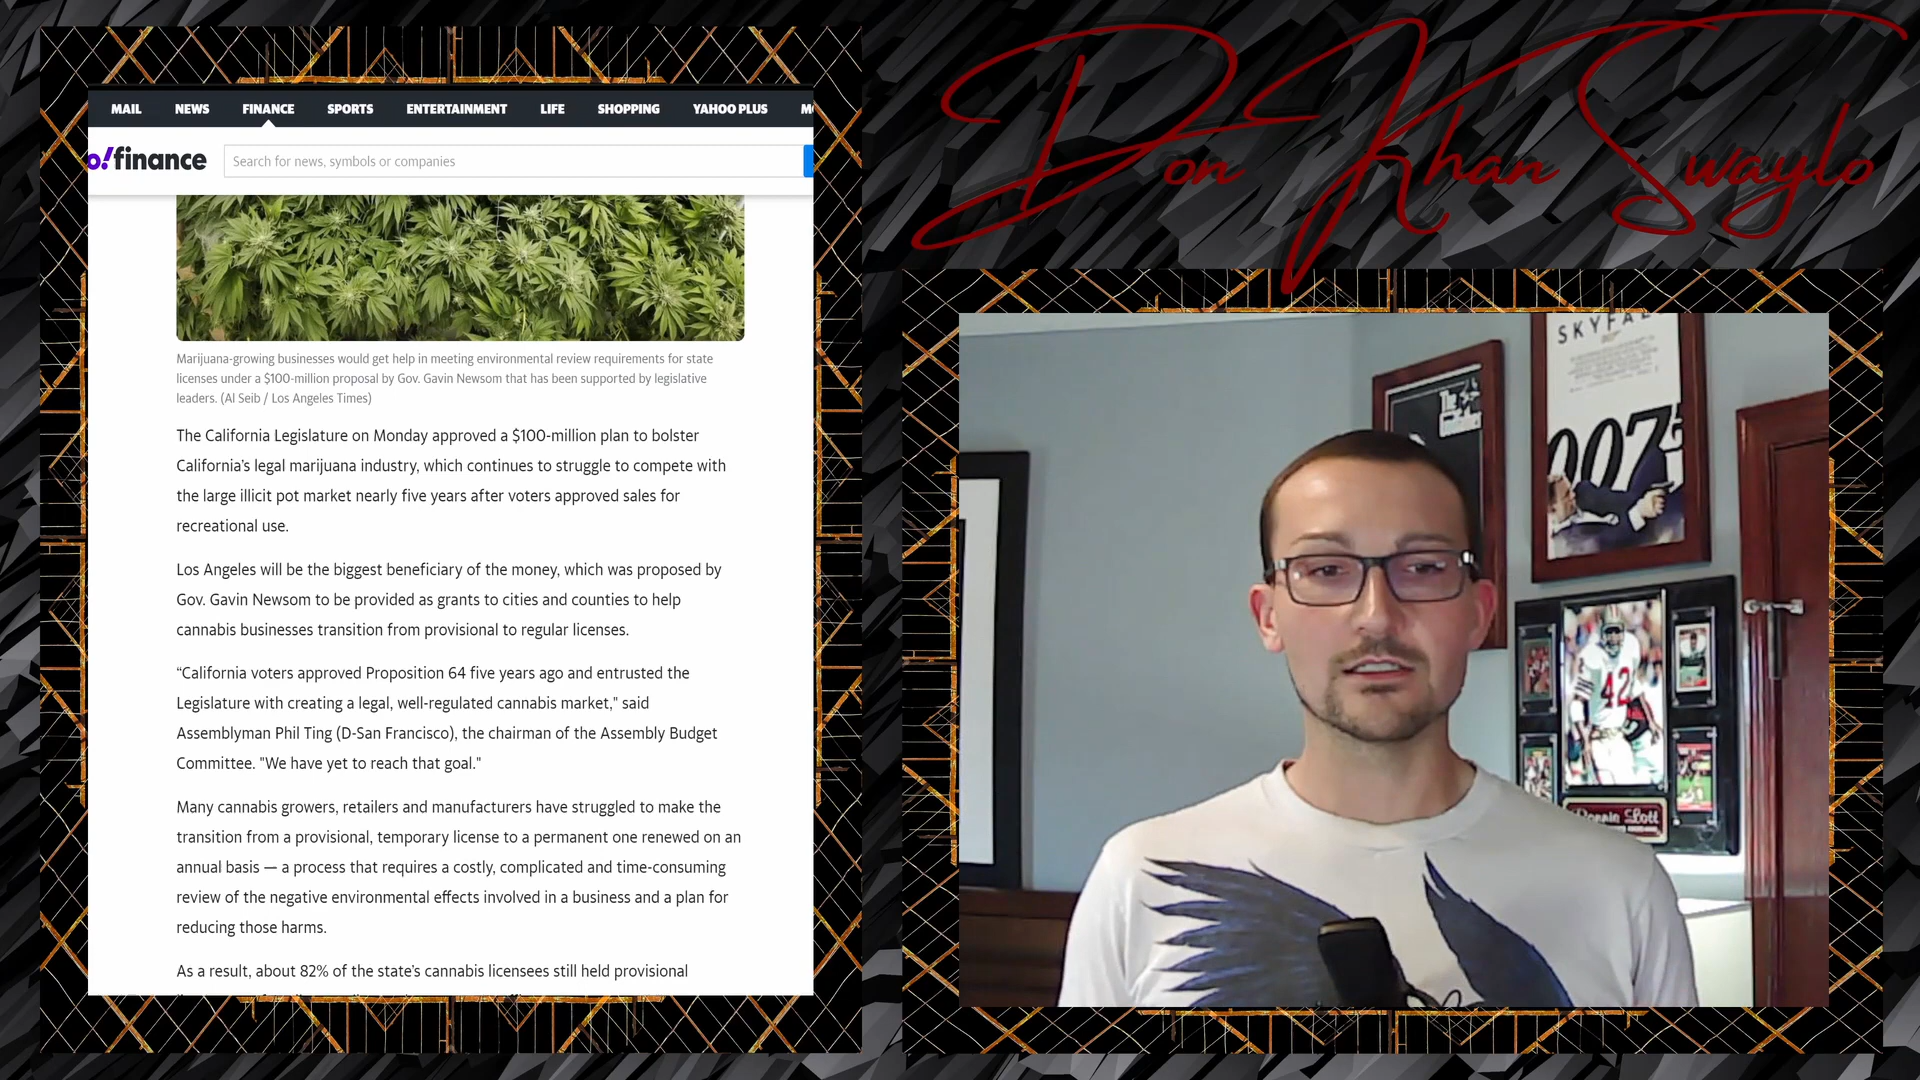 MAIL NEWS FINANCE SPORTS ENTERTAINMENT LIFE SHOPPING YAHOO PLUS
o!finance
Search for news, symbols or companies
Marijuana-growing businesses would get help in meeting environmental review requirements for state
licenses under a $100-million proposal by Gov. Gavin Newsom that has been supported by legislative
leaders. (Al Seib / Los Angeles Times)
The California Legislature on Monday approved a $100-million plan to bolster
California’s legal marijuana industry, which continues to struggle to compete with
the large illicit pot market nearly five years after voters approved sales for
recreational use.
Los Angeles will be the biggest beneficiary of the money, which was proposed by
Gov. Gavin Newsom to be provided as grants to cities and counties to help
cannabis businesses transition from provisional to regular licenses.
“California voters approved Proposition 64 five years ago and entrusted the
Legislature with creating a legal, well-regulated cannabis market," said
Assemblyman Phil Ting (D-San Francisco), the chairman of the Assembly Budget
Committee. "We have yet to reach that goal."
Many cannabis growers, retailers and manufacturers have struggled to make the
transition from a provisional, temporary license to a permanent one renewed on an
annual basis — a process that requires a costly, complicated and time-consuming
review of the negative environmental effects involved in a business and a plan for
reducing those harms.
As a result, about 82% of the state’s cannabis licensees still held provisional
Don Khan Swaylo
The
Godfather
SKYFAL
007
42
Ronnie Lott